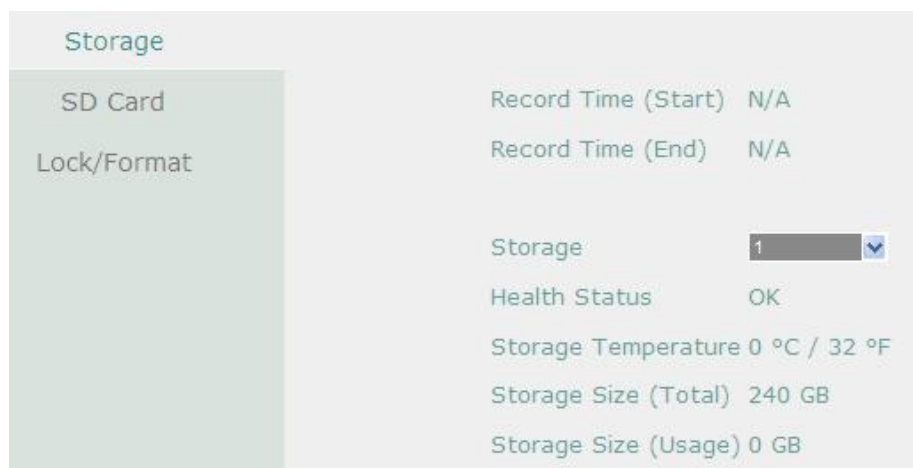 Storage
SD Card
Lock/Format
Record Time (Start) N/A
Record Time (End) N/A
Storage 1
Health Status OK
Storage Temperature 0 °C / 32 °F
Storage Size (Total) 240 GB
Storage Size (Usage) 0 GB